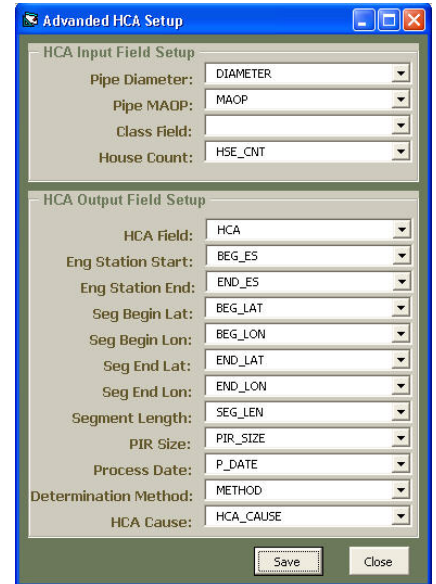 Advanded HCA Setup
HCA Input Field Setup
Pipe Diameter: DIAMETER
Pipe MAOP: MAOP
Class Field:
House Count: HSE_CNT
HCA Output Field Setup
HCA Field: HCA
Eng Station Start: BEG_ES
Eng Station End: END_ES
Seg Begin Lat: BEG_LAT
Seg Begin Lon: BEG_LON
Seg End Lat: END_LAT
Seg End Lon: END_LON
Segment Length: SEG_LEN
PIR Size: PIR_SIZE
Process Date: P_DATE
Determination Method: METHOD
HCA Cause: HCA_CAUSE
Save Close